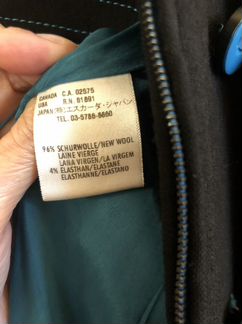 CANADA C.A. 02575
USA R.N. 81891
JAPAN(株)エスカーダ・ジャパン
TEL. 03-5786-6660
96% SCHURWOLLE/NEW WOOL
LAINE VIERGE
LANA VIRGEN/LA VIRGEM
4% ELASTHAN/ELASTANE
ELASTHANNE/ELASTANO